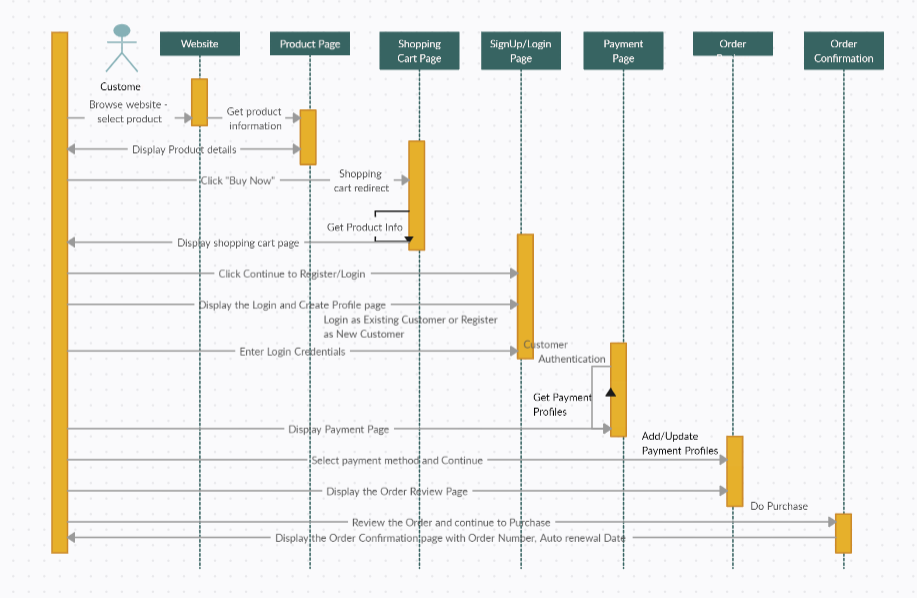 Website
Product Page
Shopping
Cart Page
SignUp/Login
Page
Payment
Page
Order
Order
Confirmation
Custome
Browse website -
select product
Get product
information
Display Product details
Click "Buy Now"
Shopping
cart redirect
Get Product Info
Display shopping cart page
Click Continue to Register/Login
Display the Login and Create Profile page
Login as Existing Customer or Register
as New Customer
Enter Login Credentials
Customer
Authentication
Get Payment
Profiles
Display Payment Page
Add/Update
Payment Profiles
Select payment method and Continue
Display the Order Review Page
Do Purchase
Review the Order and continue to Purchase
Display the Order Confirmation page with Order Number, Auto renewal Date